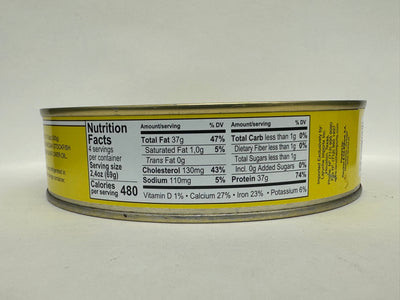 Nutrition Facts
4 servings
per container
Serving size
2,4oz (69g)
Calories
per serving 480
Amount/serving % DV
Total Fat 37g 47%
Saturated Fat 1,0g 5%
Trans Fat 0g
Cholesterol 130mg 43%
Sodium 110mg 5%
Amount/serving % DV
Total Carb less than 1g 0%
Dietary Fiber less than 1g 0%
Total Sugars less than 1g
Incl. 0g Added Sugars 0%
Protein 37g 74%
Vitamin D 1% • Calcium 27% • Iron 23% • Potassium 6%